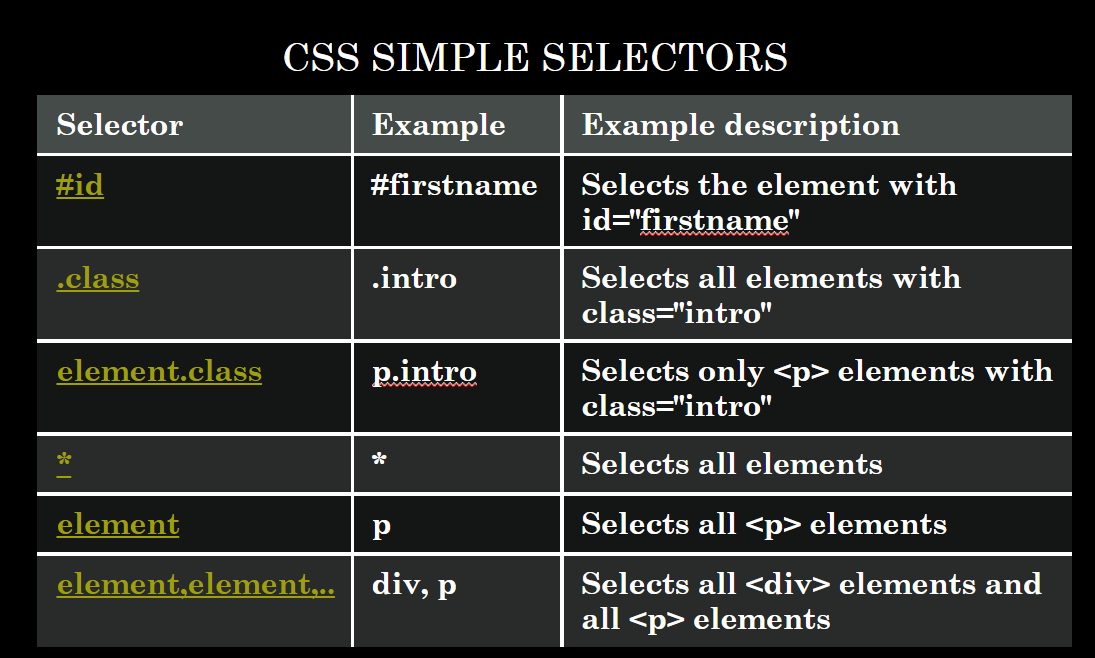 CSS SIMPLE SELECTORS
Selector Example Example description
#id #firstname Selects the element with
id="firstname"
.class .intro Selects all elements with
class="intro"
element.class p.intro Selects only <p> elements with
class="intro"
* * Selects all elements
element p Selects all <p> elements
element,element,.. div, p Selects all <div> elements and
all <p> elements